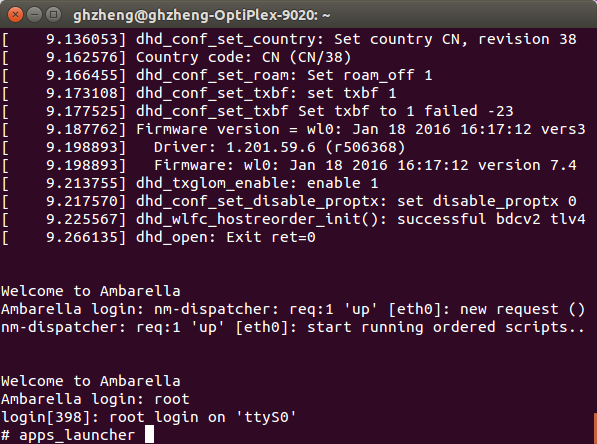 ghzheng@ghzheng-OptiPlex-9020: ~
[    9.136053] dhd_conf_set_country: Set country CN, revision 38
[    9.162576] Country code: CN (CN/38)
[    9.166455] dhd_conf_set_roam: Set roam_off 1
[    9.173108] dhd_conf_set_txbf: set txbf 1
[    9.177525] dhd_conf_set_txbf Set txbf to 1 failed -23
[    9.187762] Firmware version = wl0: Jan 18 2016 16:17:12 vers3
[    9.198893]   Driver: 1.201.59.6 (r506368)
[    9.198893]   Firmware: wl0: Jan 18 2016 16:17:12 version 7.4
[    9.213755] dhd_txglom_enable: enable 1
[    9.217570] dhd_conf_set_disable_proptx: set disable_proptx 0
[    9.225567] dhd_wlfc_hostreorder_init(): successful bdcv2 tlv4
[    9.266135] dhd_open: Exit ret=0
Welcome to Ambarella
Ambarella login: nm-dispatcher: req:1 'up' [eth0]: new request ()
nm-dispatcher: req:1 'up' [eth0]: start running ordered scripts..
Welcome to Ambarella
Ambarella login: root
login[398]: root login on 'ttyS0'
# apps_launcher